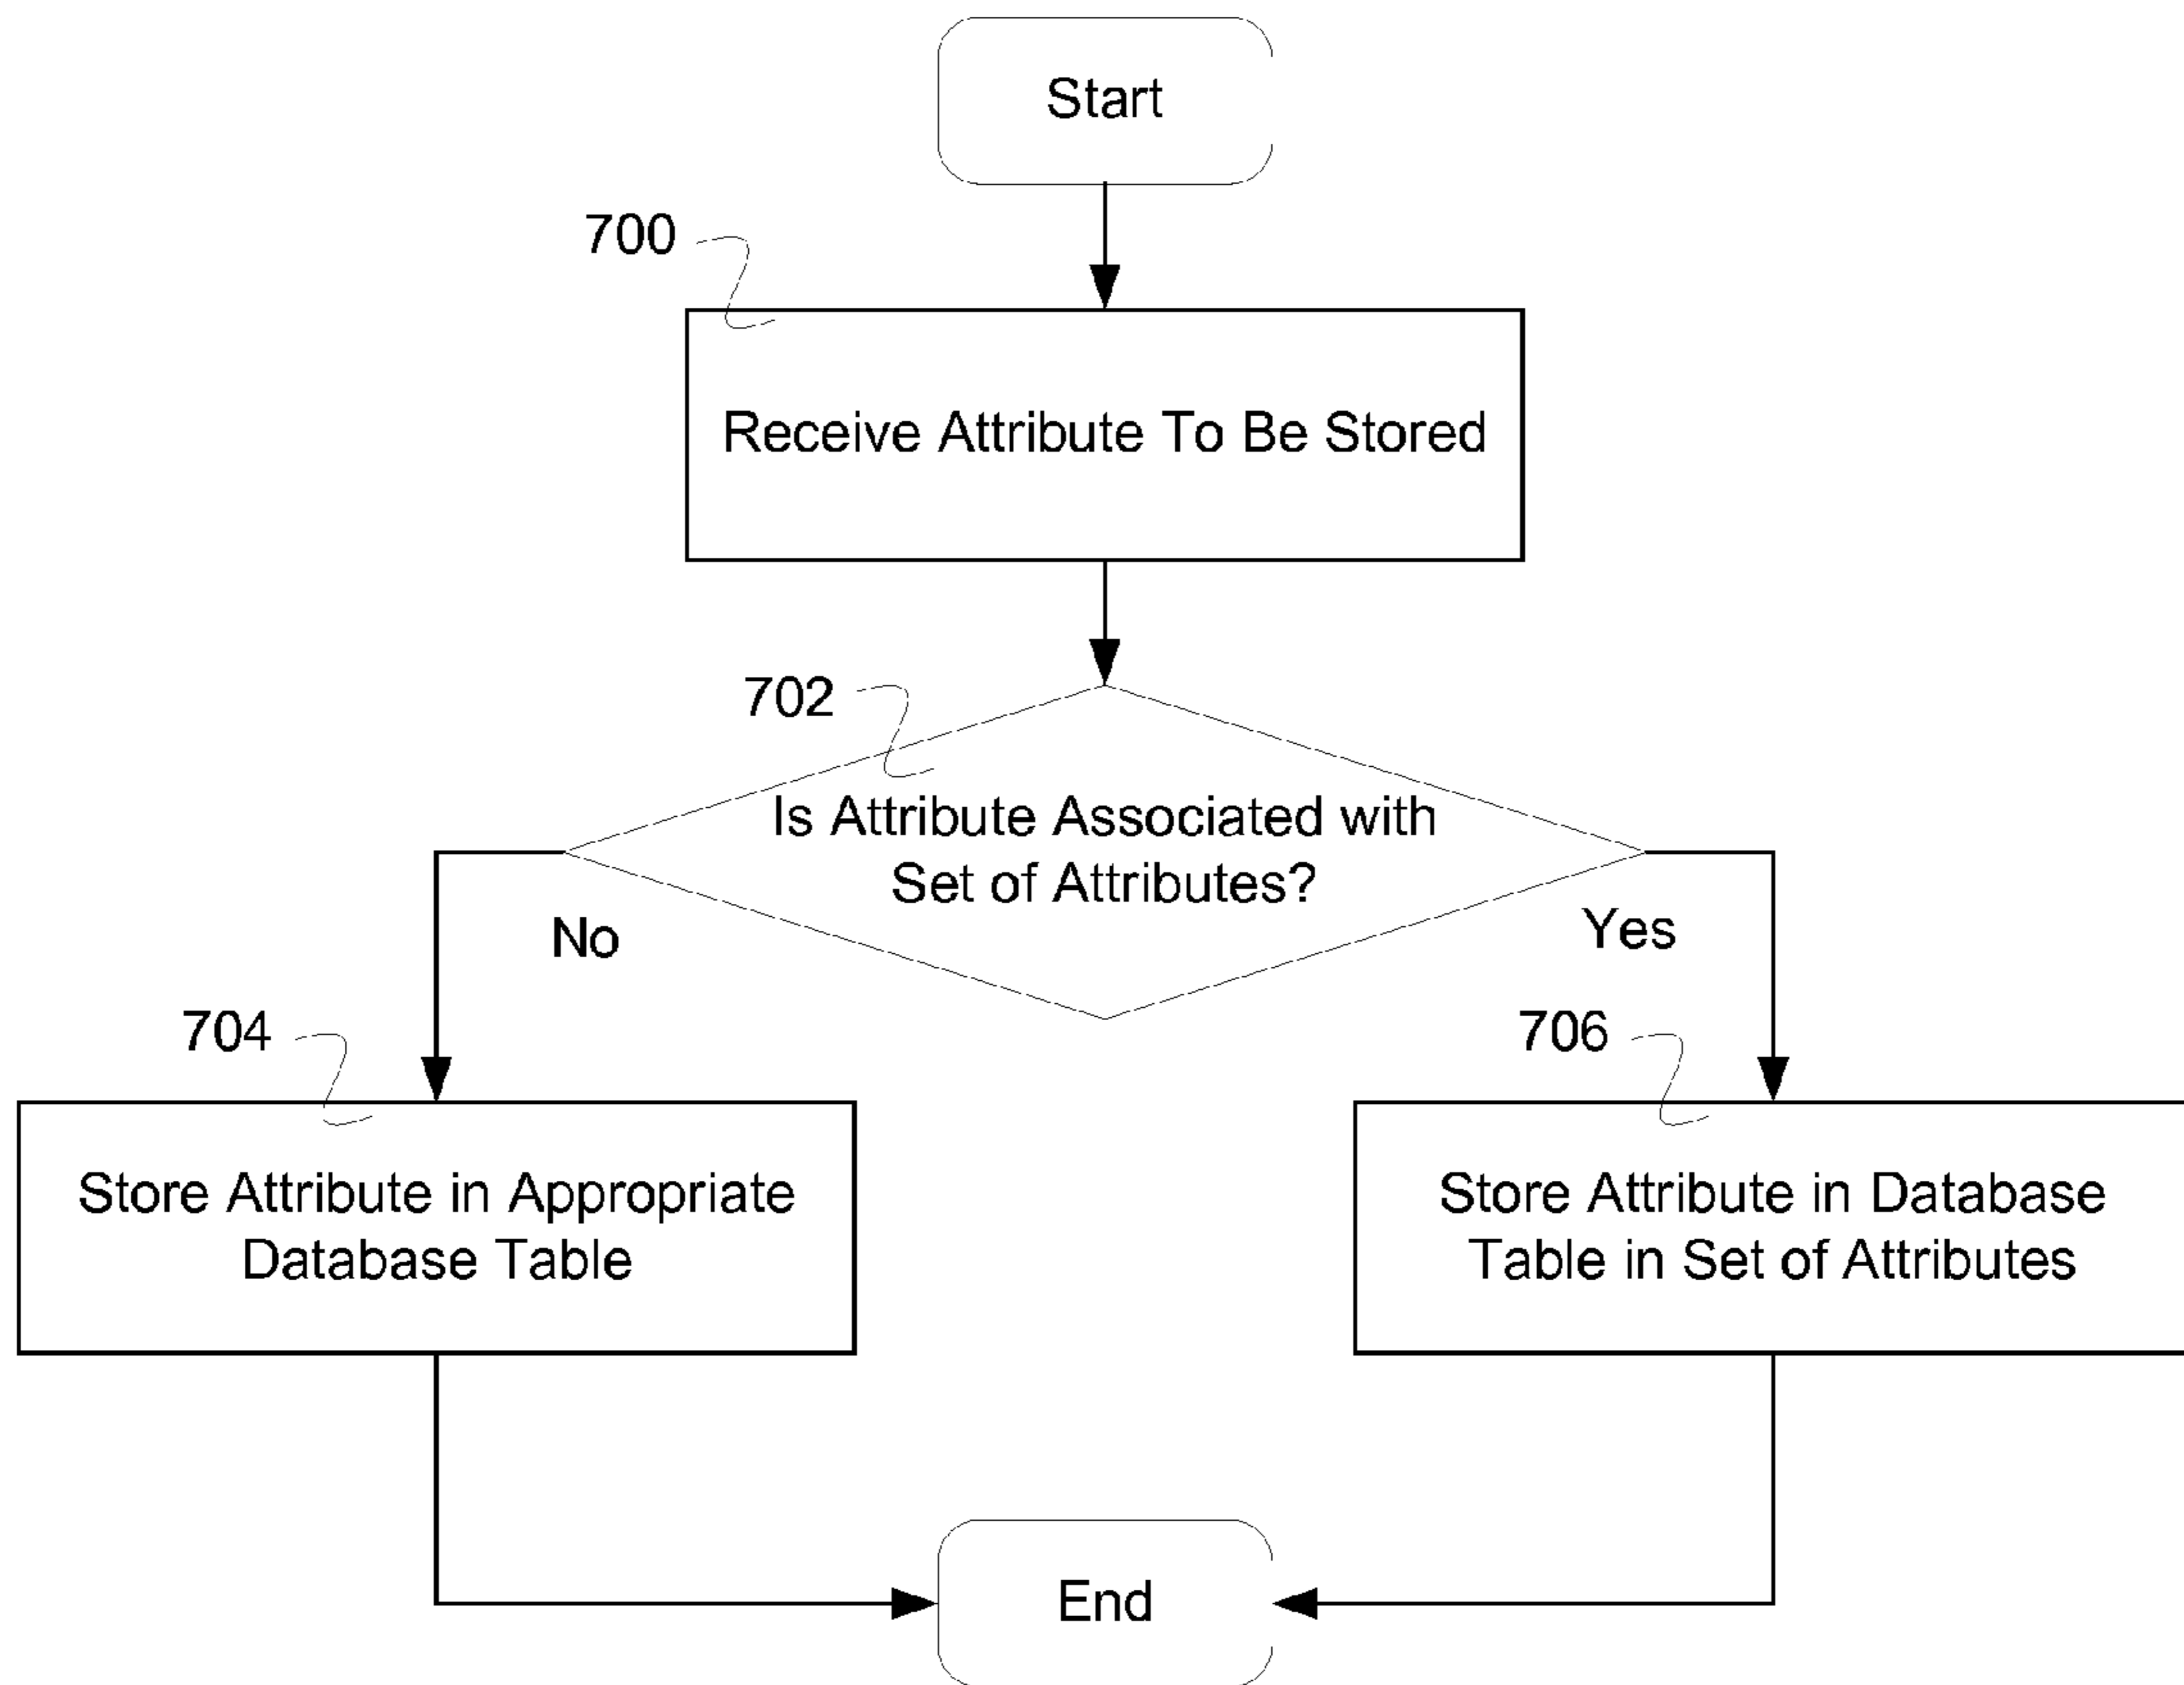 Start
700
Receive Attribute To Be Stored
702
Is Attribute Associated with
Set of Attributes?
No
Yes
704
706
Store Attribute in Appropriate
Database Table
Store Attribute in Database
Table in Set of Attributes
End